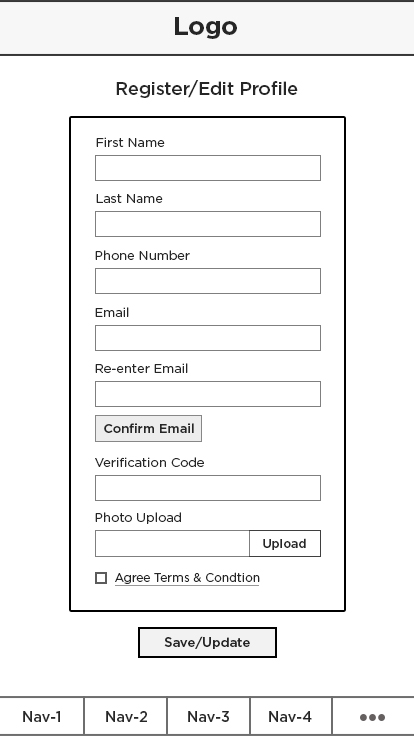 Logo
Register/Edit Profile
First Name
Last Name
Phone Number
Email
Re-enter Email
Confirm Email
Verification Code
Photo Upload
Upload
Agree Terms & Condtion
Save/Update
Nav-1 Nav-2 Nav-3 Nav-4